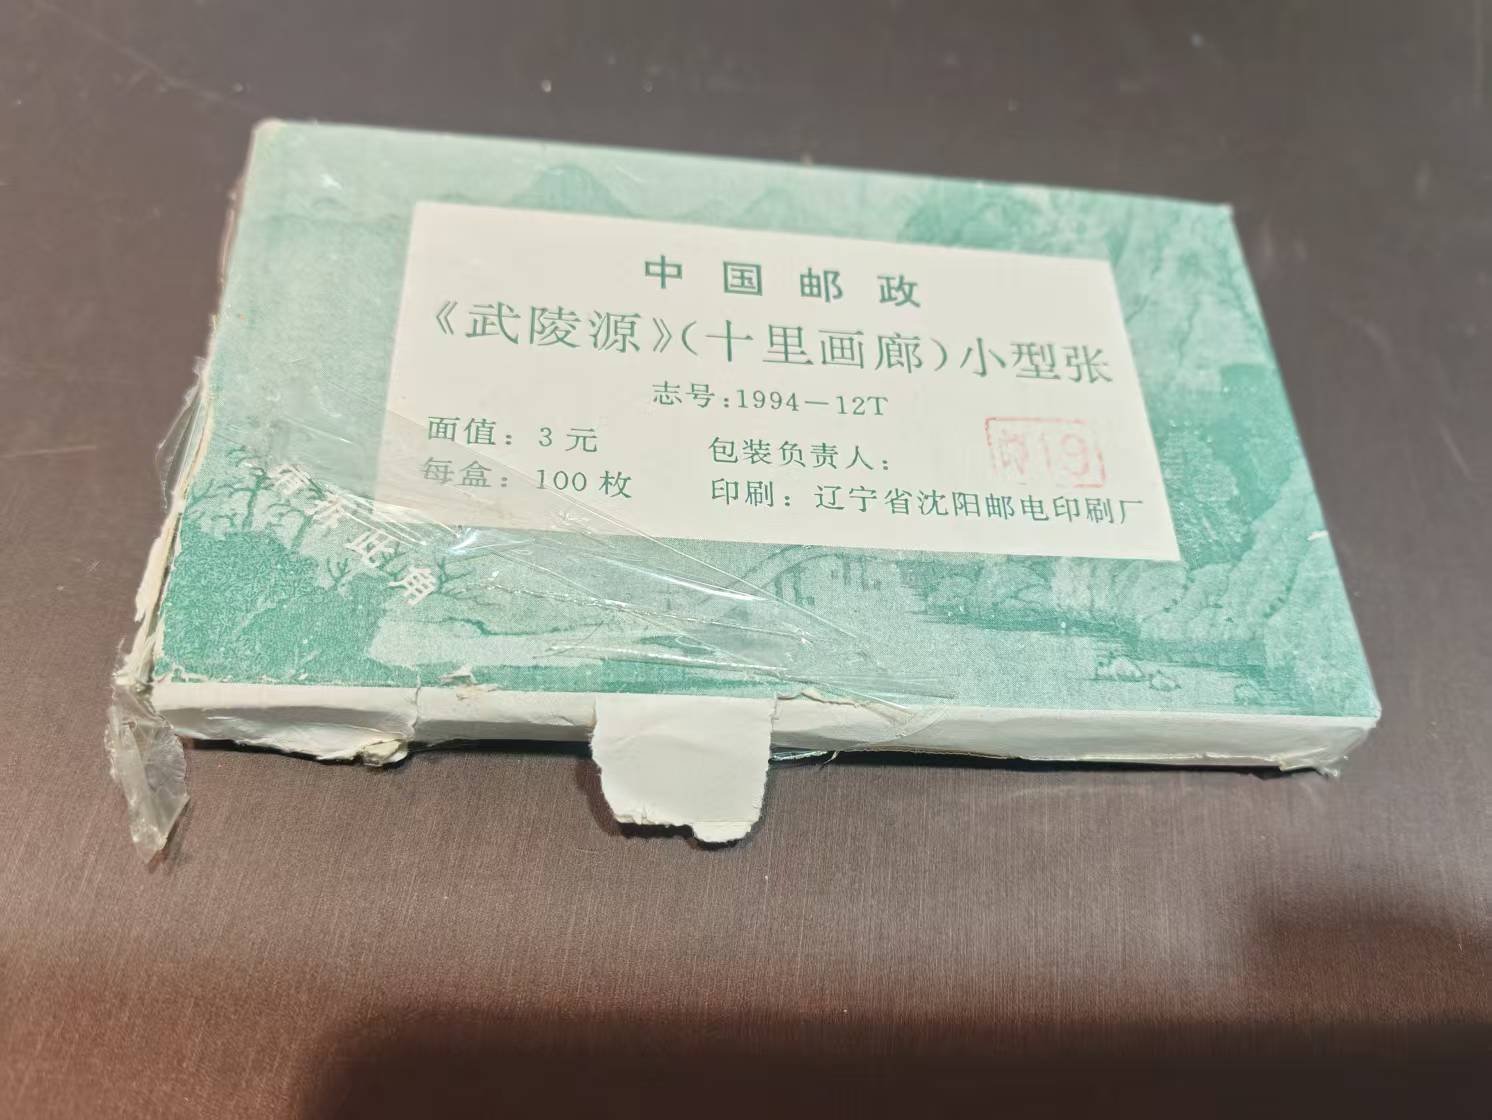 中国邮政
《武陵源》（十里画廊）小型张
志号：1994－12T
面值：3元
包装负责人：
19
每盒：100枚
印刷：辽宁省沈阳邮电印刷厂
四角